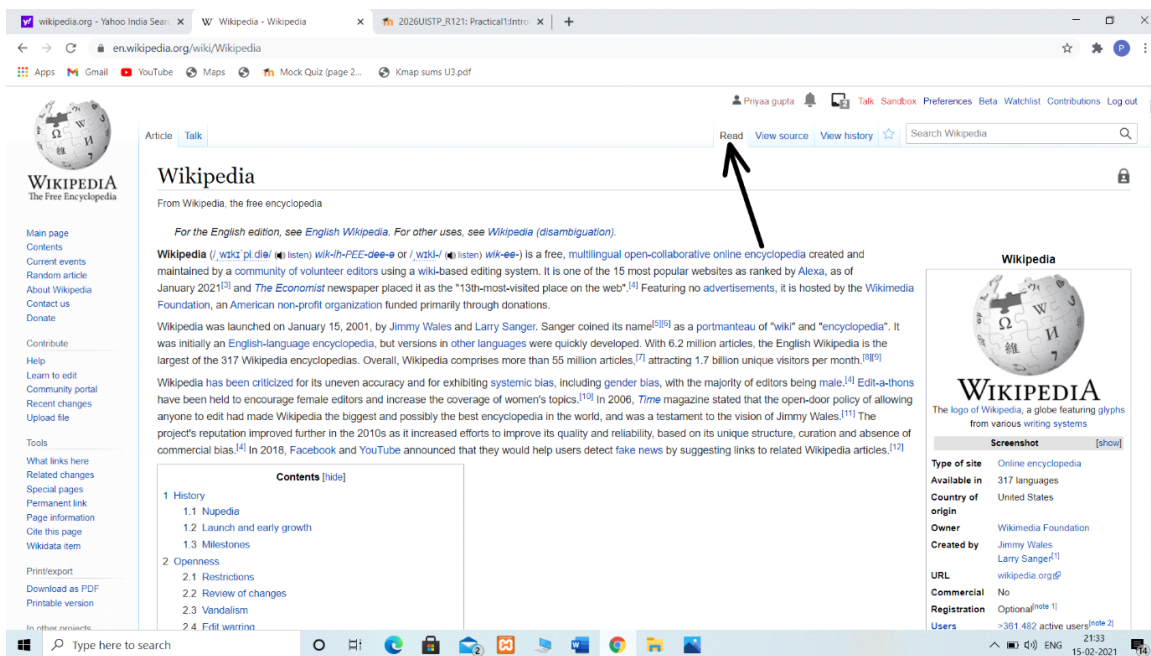 wikipedia.org - Yahoo India Searc
Wikipedia - Wikipedia
2026UISTP_R121: Practical1:Intro
en.wikipedia.org/wiki/Wikipedia
P
Apps Gmail YouTube Maps Mock Quiz (page 2... Kmap sums U3.pdf
Priyaa gupta 2 Talk Sandbox Preferences Beta Watchlist Contributions Log out
Article Talk Read View source View history Search Wikipedia
WIKIPEDIA
The Free Encyclopedia
Main page
Contents
Current events
Random article
About Wikipedia
Contact us
Donate
Contribute
Help
Learn to edit
Community portal
Recent changes
Upload file
Tools
What links here
Related changes
Special pages
Permanent link
Page information
Cite this page
Wikidata item
Print/export
Download as PDF
Printable version
In other projects
Wikipedia
From Wikipedia, the free encyclopedia
For the English edition, see English Wikipedia. For other uses, see Wikipedia (disambiguation).
Wikipedia (/ˌwɪkɪˈpiːdiə/ (listen) wik-ih-PEE-dee-ə or /ˌwɪki-/ (listen) wik-ee-) is a free, multilingual open-collaborative online encyclopedia created and
maintained by a community of volunteer editors using a wiki-based editing system. It is one of the 15 most popular websites as ranked by Alexa, as of
January 2021[3] and The Economist newspaper placed it as the "13th-most-visited place on the web".[4] Featuring no advertisements, it is hosted by the Wikimedia
Foundation, an American non-profit organization funded primarily through donations.
Wikipedia was launched on January 15, 2001, by Jimmy Wales and Larry Sanger. Sanger coined its name[5][6] as a portmanteau of "wiki" and "encyclopedia". It
was initially an English-language encyclopedia, but versions in other languages were quickly developed. With 6.2 million articles, the English Wikipedia is the
largest of the 317 Wikipedia encyclopedias. Overall, Wikipedia comprises more than 55 million articles,[7] attracting 1.7 billion unique visitors per month.[8][9]
Wikipedia has been criticized for its uneven accuracy and for exhibiting systemic bias, including gender bias, with the majority of editors being male.[4] Edit-a-thons
have been held to encourage female editors and increase the coverage of women's topics.[10] In 2006, Time magazine stated that the open-door policy of allowing
anyone to edit had made Wikipedia the biggest and possibly the best encyclopedia in the world, and was a testament to the vision of Jimmy Wales.[11] The
project's reputation improved further in the 2010s as it increased efforts to improve its quality and reliability, based on its unique structure, curation and absence of
commercial bias.[4] In 2018, Facebook and YouTube announced that they would help users detect fake news by suggesting links to related Wikipedia articles.[12]
Contents [hide]
1 History
1.1 Nupedia
1.2 Launch and early growth
1.3 Milestones
2 Openness
2.1 Restrictions
2.2 Review of changes
2.3 Vandalism
2.4 Edit warring
Wikipedia
WIKIPEDIA
The logo of Wikipedia, a globe featuring glyphs
from various writing systems
Screenshot [show]
Type of site Online encyclopedia
Available in 317 languages
Country of United States
origin
Owner Wikimedia Foundation
Created by Jimmy Wales
Larry Sanger[1]
URL wikipedia.org
Commercial No
Registration Optional[note 1]
Users >361,482 active users[note 2]
Type here to search
2
ENG
21:33
15-02-2021
14